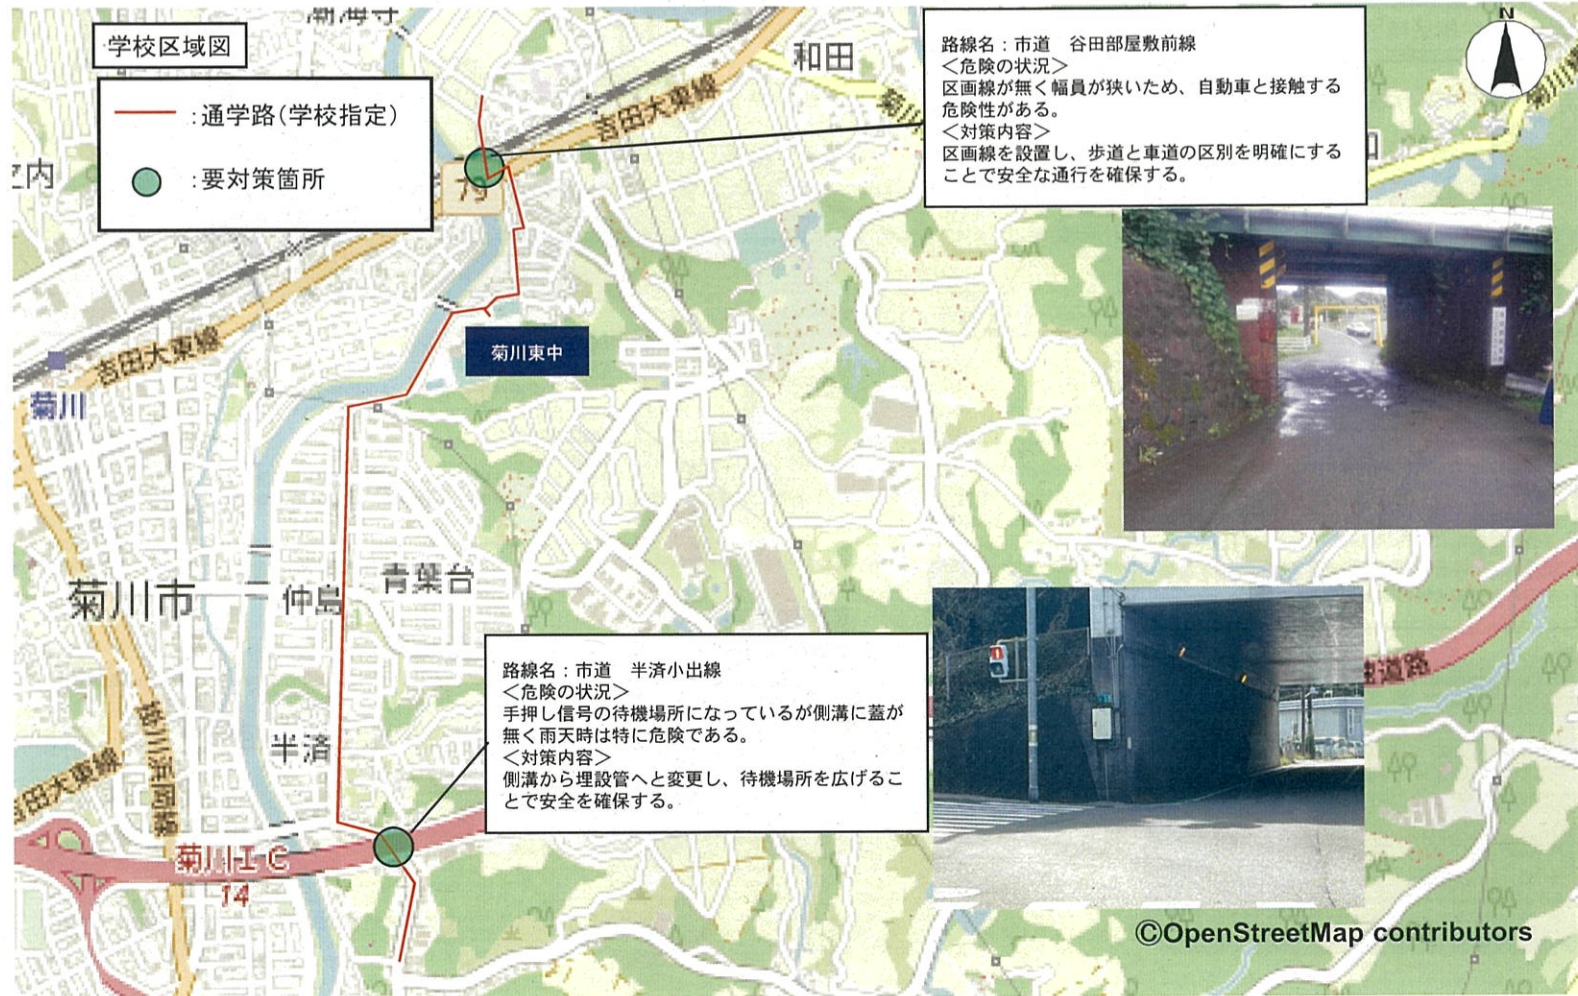 学校区域図
:通学路(学校指定)
:要対策箇所
和田
吉田大東線
79
路線名:市道 谷田部屋敷前線
<危険の状況>
区画線が無く幅員が狭いため、自動車と接触する
危険性がある。
<対策内容>
区画線を設置し、歩道と車道の区別を明確にする
ことで安全な通行を確保する。
N
吉田大東線
菊川
菊川東中
菊川市
仲島
青葉台
半済
路線名:市道 半済小出線
<危険の状況>
手押し信号の待機場所になっているが側溝に蓋が
無く雨天時は特に危険である。
<対策内容>
側溝から埋設管へと変更し、待機場所を広げるこ
とで安全を確保する。
速道路
吉田大東線
掛川浜岡線
菊川IC
14
©OpenStreetMap contributors